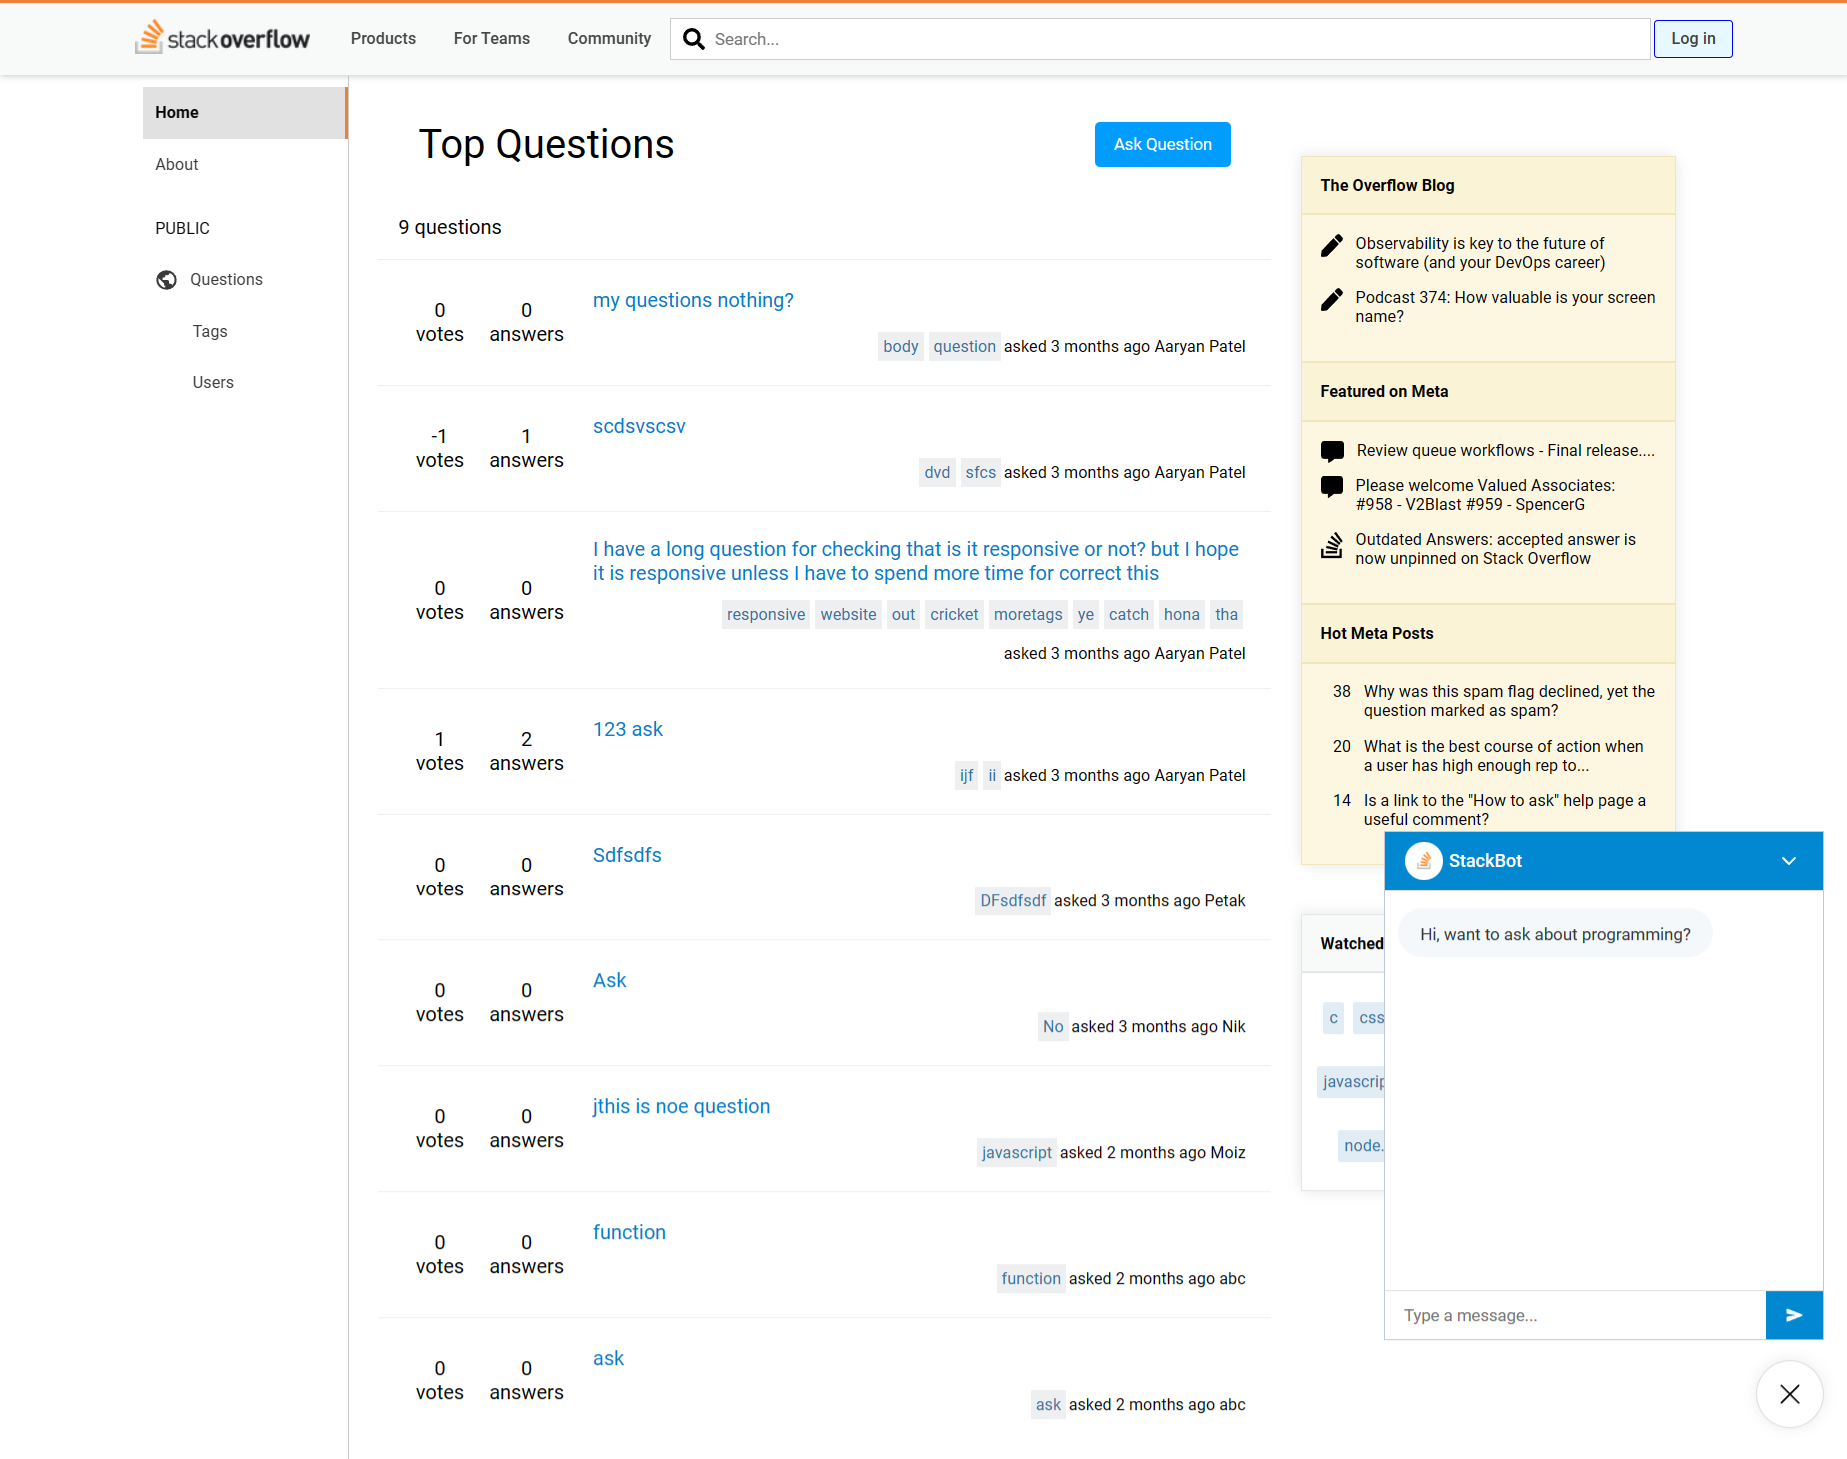 stackoverflow
Products
For Teams
Community
Search...
Log in
Home
About
PUBLIC
Questions
Tags
Users
Top Questions
Ask Question
9 questions
0 votes
0 answers
my questions nothing?
body question asked 3 months ago Aaryan Patel
-1 votes
1 answers
scdsvscsv
dvd sfcs asked 3 months ago Aaryan Patel
0 votes
0 answers
I have a long question for checking that is it responsive or not? but I hope
it is responsive unless I have to spend more time for correct this
responsive website out cricket moretags ye catch hona tha
asked 3 months ago Aaryan Patel
1 votes
2 answers
123 ask
ijf ii asked 3 months ago Aaryan Patel
0 votes
0 answers
Sdfsdfs
DFsdfsdf asked 3 months ago Petak
0 votes
0 answers
Ask
No asked 3 months ago Nik
0 votes
0 answers
jthis is noe question
javascript asked 2 months ago Moiz
0 votes
0 answers
function
function asked 2 months ago abc
0 votes
0 answers
ask
ask asked 2 months ago abc
The Overflow Blog
Observability is key to the future of
software (and your DevOps career)
Podcast 374: How valuable is your screen
name?
Featured on Meta
Review queue workflows - Final release....
Please welcome Valued Associates:
#958 - V2Blast #959 - SpencerG
Outdated Answers: accepted answer is
now unpinned on Stack Overflow
Hot Meta Posts
38 Why was this spam flag declined, yet the
question marked as spam?
20 What is the best course of action when
a user has high enough rep to...
14 Is a link to the "How to ask" help page a
useful comment?
Watched
c css
javascrip
node.
StackBot
Hi, want to ask about programming?
Type a message...